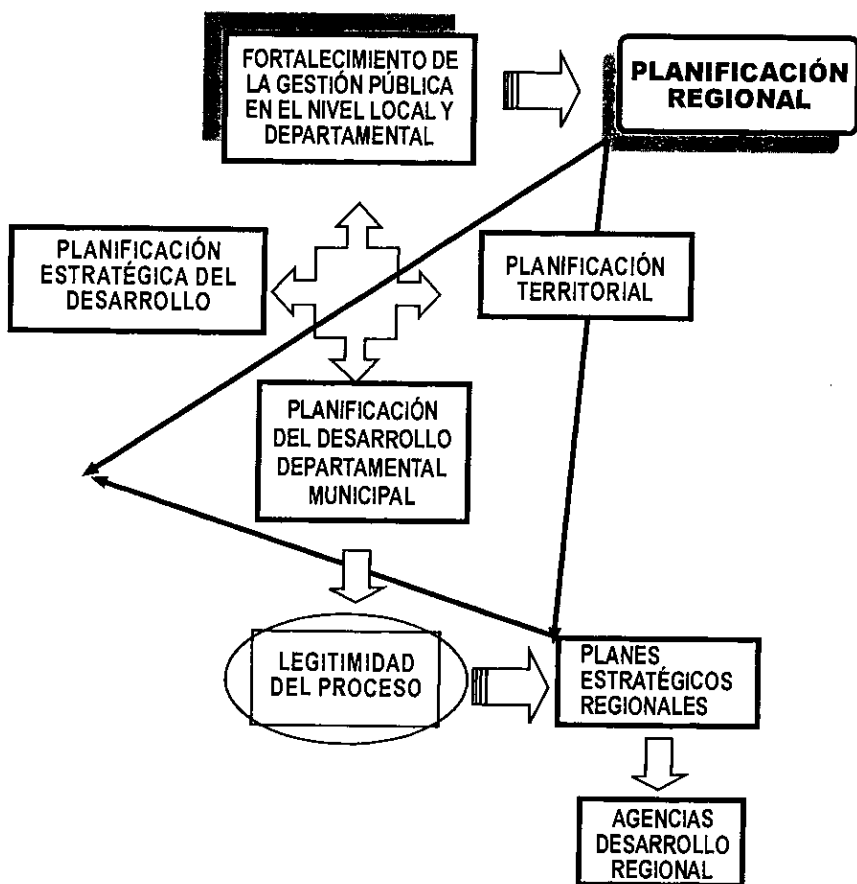 FORTALECIMIENTO DE
LA GESTIÓN PÚBLICA
EN EL NIVEL LOCAL Y
DEPARTAMENTAL
PLANIFICACIÓN
REGIONAL
PLANIFICACIÓN
ESTRATÉGICA DEL
DESARROLLO
PLANIFICACIÓN
TERRITORIAL
PLANIFICACIÓN
DEL DESARROLLO
DEPARTAMENTAL
MUNICIPAL
LEGITIMIDAD
DEL PROCESO
PLANES
ESTRATÉGICOS
REGIONALES
AGENCIAS
DESARROLLO
REGIONAL